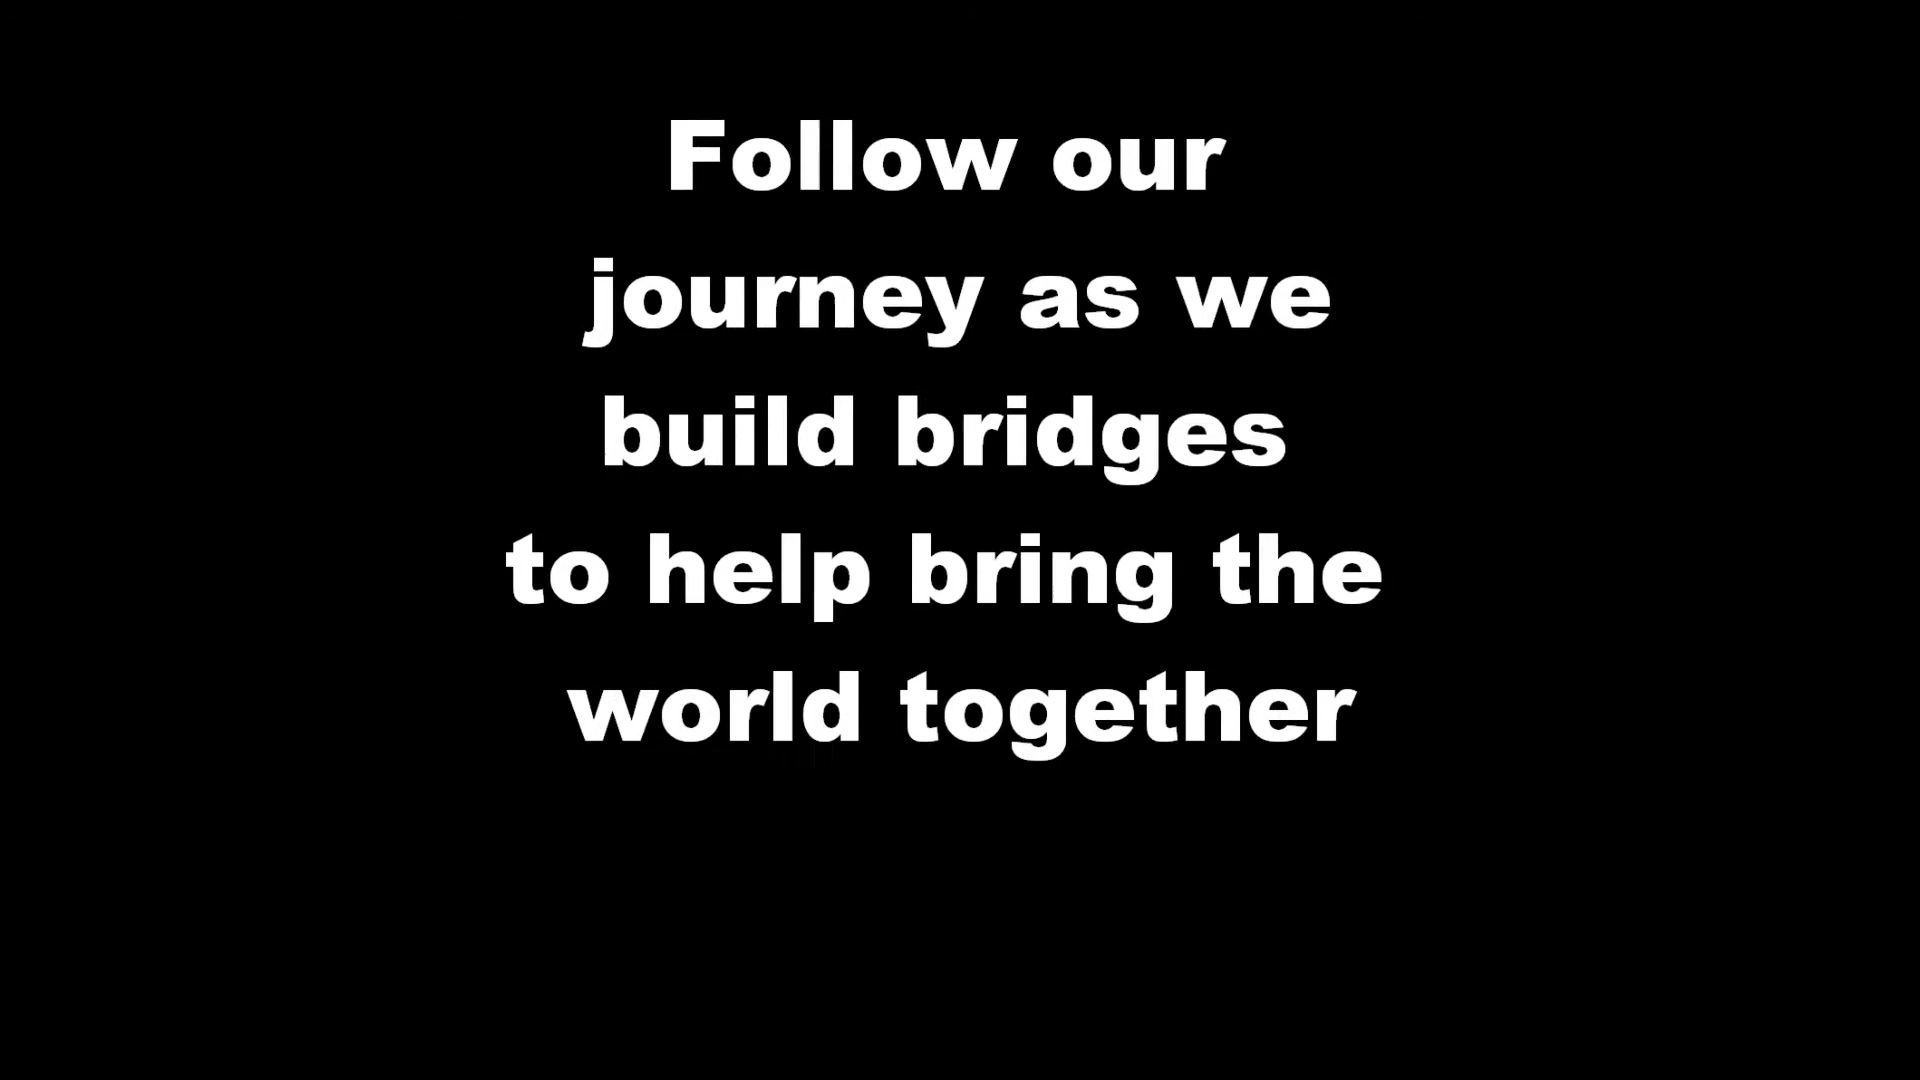 Follow our
journey as we
build bridges
to help bring the
world together